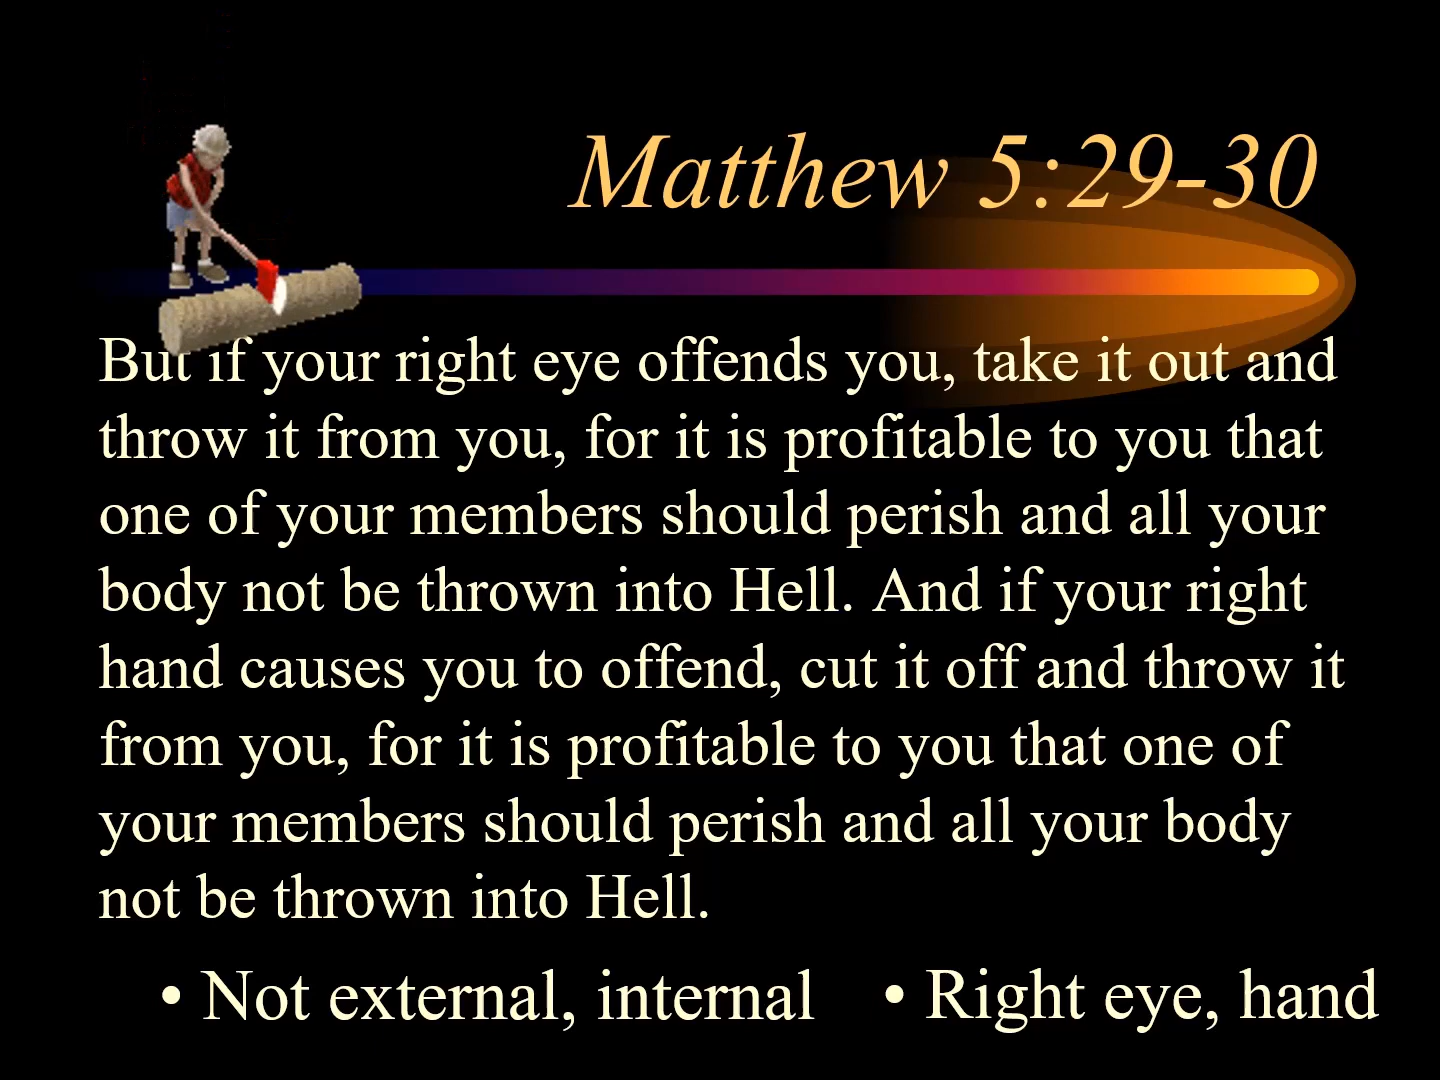 Matthew 5:29-30
But if your right eye offends you, take it out and
throw it from you, for it is profitable to you that
one of your members should perish and all your
body not be thrown into Hell. And if your right
hand causes you to offend, cut it off and throw it
from you, for it is profitable to you that one of
your members should perish and all your body
not be thrown into Hell.
• Not external, internal
• Right eye, hand